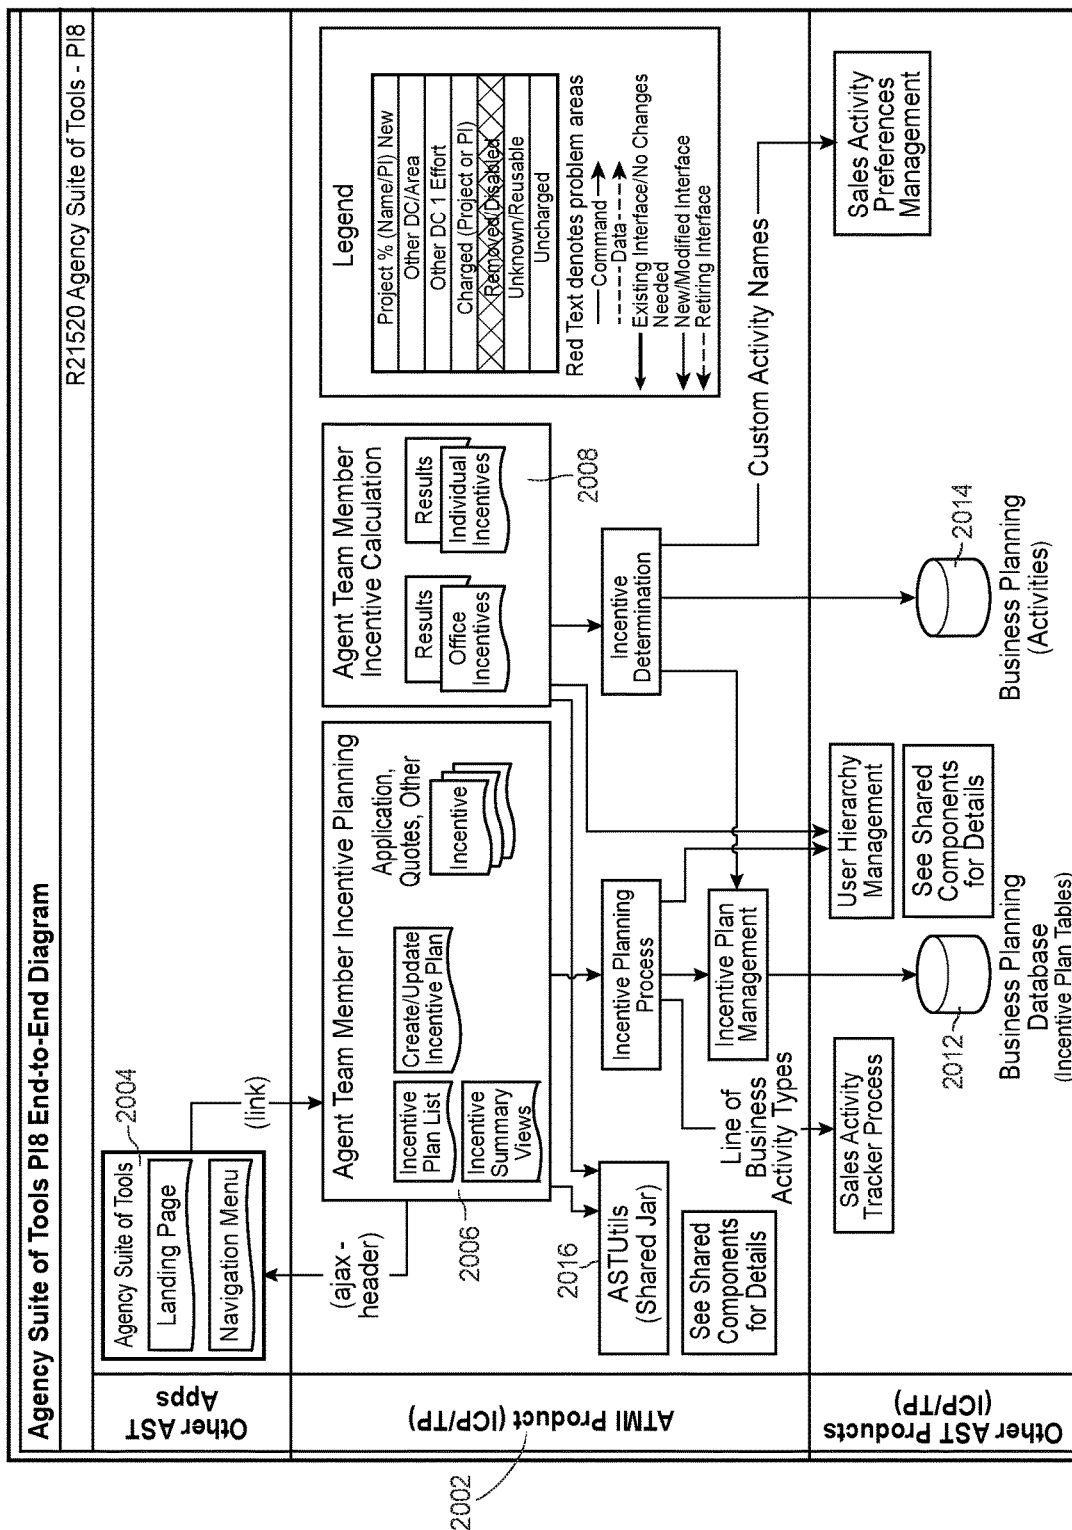 Agency Suite of Tools PI8 End-to-End Diagram
R21520 Agency Suite of Tools - PI8
Other AST
Apps
Agency Suite of Tools
2004
Landing Page
Navigation Menu
(link)
(ajax -
header)
2002
ATMI Product (ICP/TP)
Agent Team Member Incentive Planning
2006
Incentive
Plan List
Incentive
Summary
Views
Create/Update
Incentive Plan
Application,
Quotes, Other
Incentive
Agent Team Member
Incentive Calculation
Results
Office
Incentives
Results
Individual
Incentives
2008
Legend
Project % (Name/PI) New
Other DC/Area
Other DC 1 Effort
Charged (Project or PI)
Removed/Disabled
Unknown/Reusable
Uncharged
Red Text denotes problem areas
Command
Data
Existing Interface/No Changes
Needed
New/Modified Interface
Retiring Interface
2016
ASTUtils
(Shared Jar)
See Shared
Components
for Details
Incentive Planning
Process
Incentive Plan
Management
Line of
Business
Activity Types
Incentive
Determination
Custom Activity Names
Other AST Products
(ICP/TP)
Sales Activity
Tracker Process
2012
Business Planning
Database
(Incentive Plan Tables)
User Hierarchy
Management
See Shared
Components
for Details
2014
Business Planning
(Activities)
Sales Activity
Preferences
Management